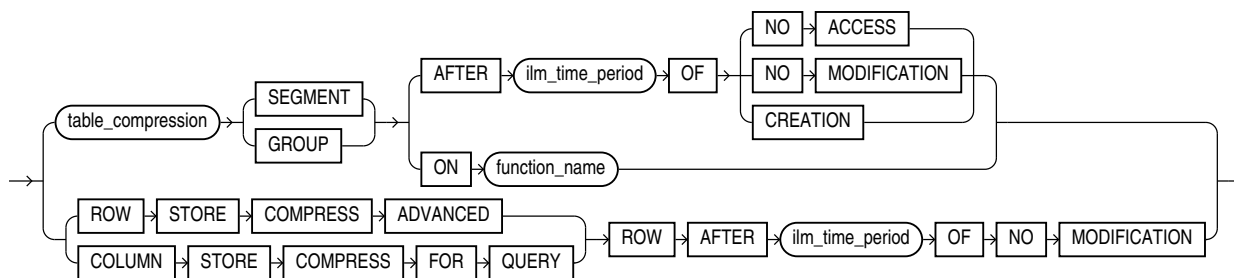 NO ACCESS
AFTER ilm_time_period OF NO MODIFICATION
SEGMENT
CREATION
table_compression
GROUP
ON function_name
ROW STORE COMPRESS ADVANCED
ROW AFTER ilm_time_period OF NO MODIFICATION
COLUMN STORE COMPRESS FOR QUERY